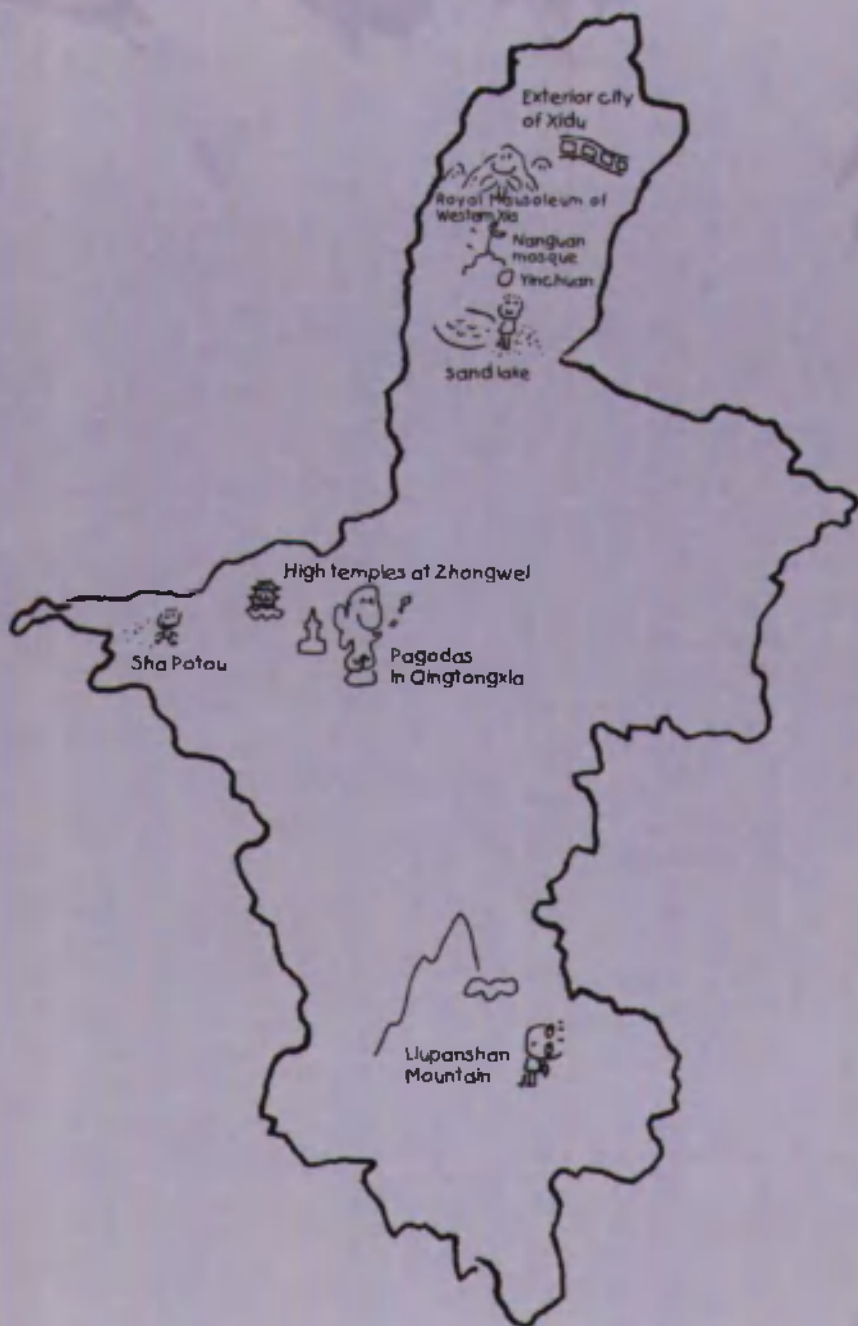 Exterior city
of Xidu
Royal Mausoleum of
Western Xia
Nanguan
mosque
Yinchuan
Sand lake
High temples at Zhongwei
Sha Potou
Pagodas
in Qingtongxia
Liupanshan
Mountain